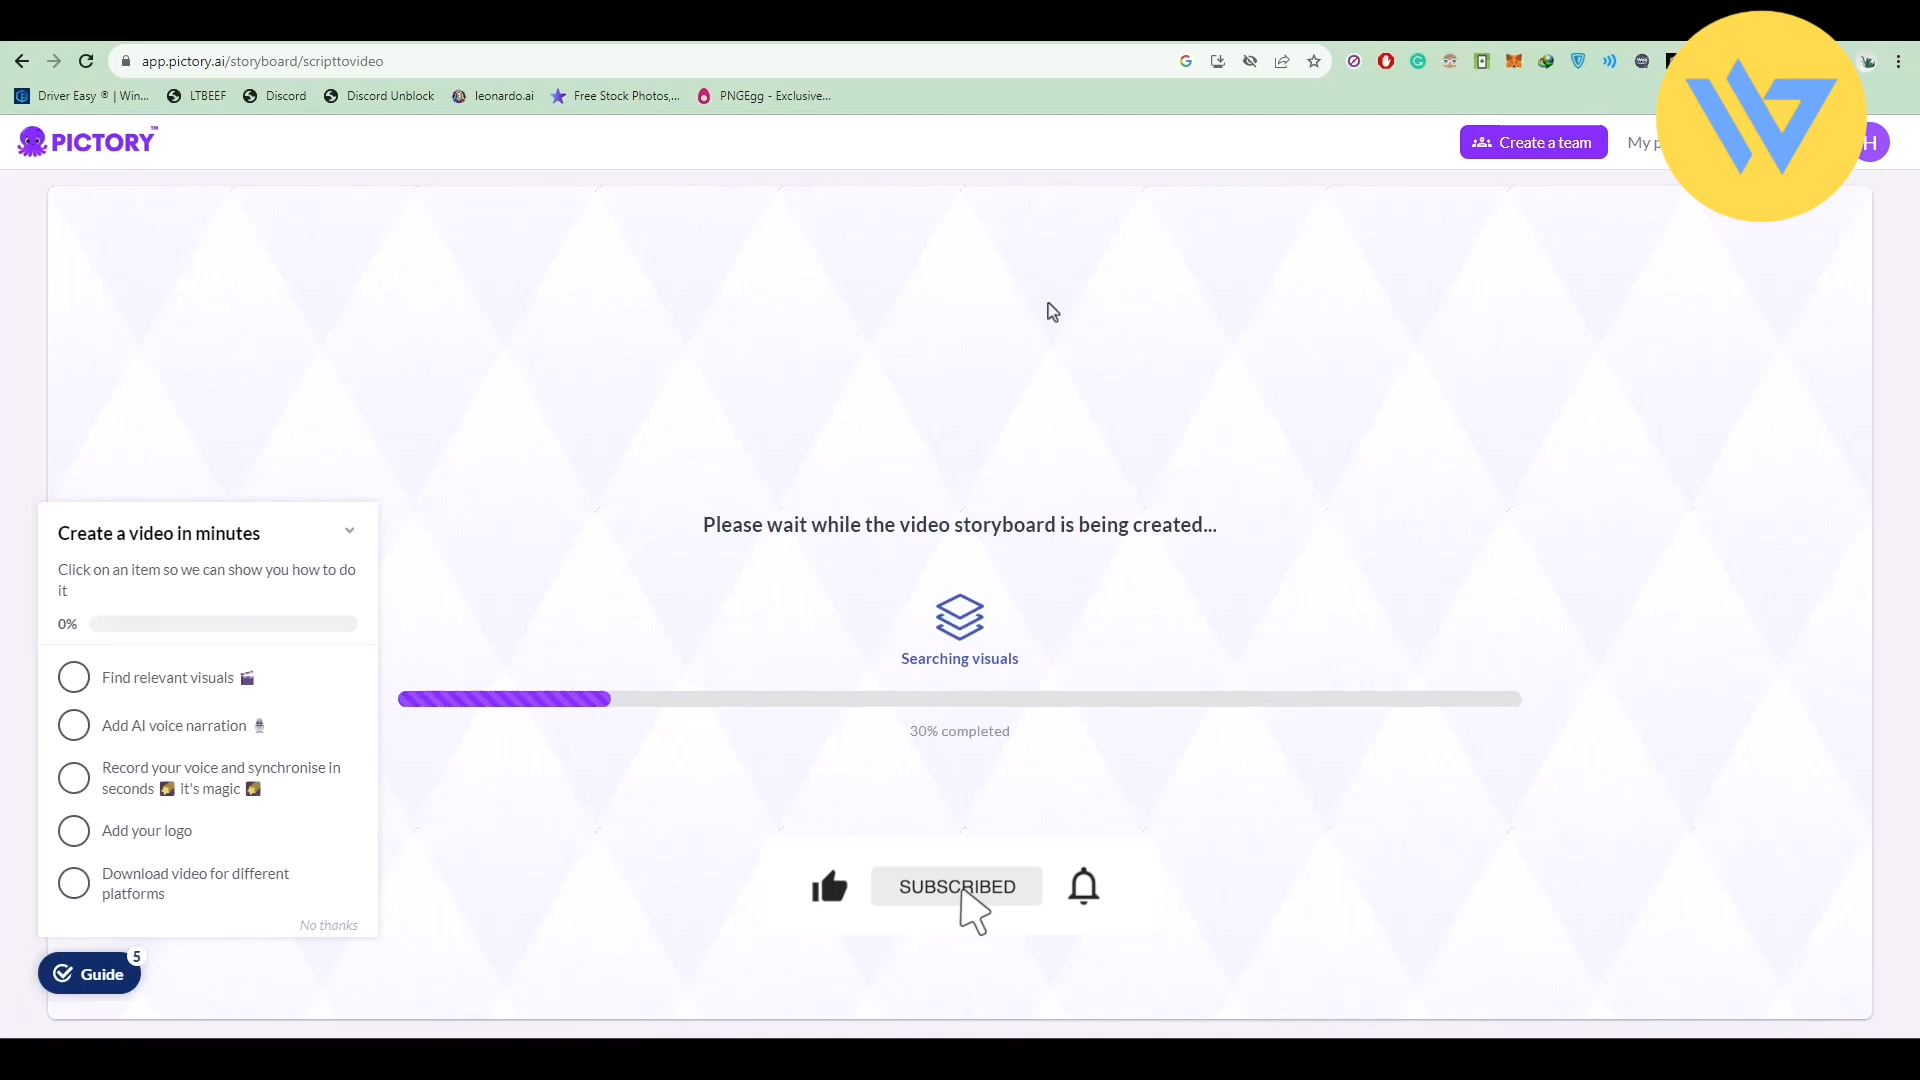 app.pictory.ai/storyboard/scripttovideo
Driver Easy ® | Win... LTBEEF Discord Discord Unblock leonardo.ai Free Stock Photos,... PNGEgg - Exclusive...
PICTORY™ Create a team My p H
Please wait while the video storyboard is being created...
Searching visuals
30% completed
Create a video in minutes
Click on an item so we can show you how to do
it
0%
Find relevant visuals
Add AI voice narration
Record your voice and synchronise in
seconds it's magic
Add your logo
Download video for different
platforms
No thanks
Guide 5
SUBSCRIBED